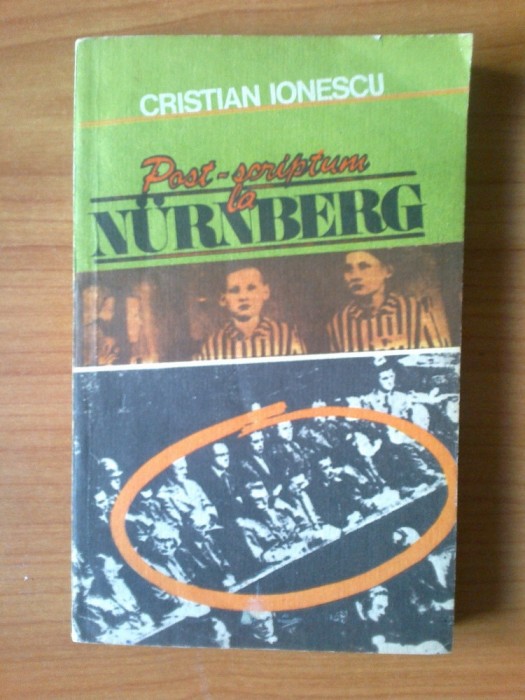 CRISTIAN IONESCU
Post-scriptum
la
NÜRNBERG